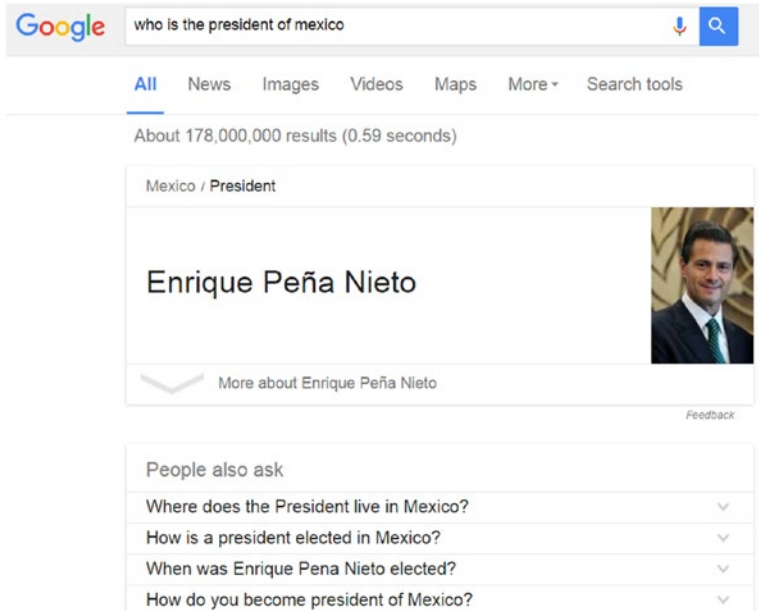 Google who is the president of mexico
All News Images Videos Maps More Search tools
About 178,000,000 results (0.59 seconds)
Mexico / President
Enrique Peña Nieto
More about Enrique Peña Nieto
Feedback
People also ask
Where does the President live in Mexico?
How is a president elected in Mexico?
When was Enrique Pena Nieto elected?
How do you become president of Mexico?